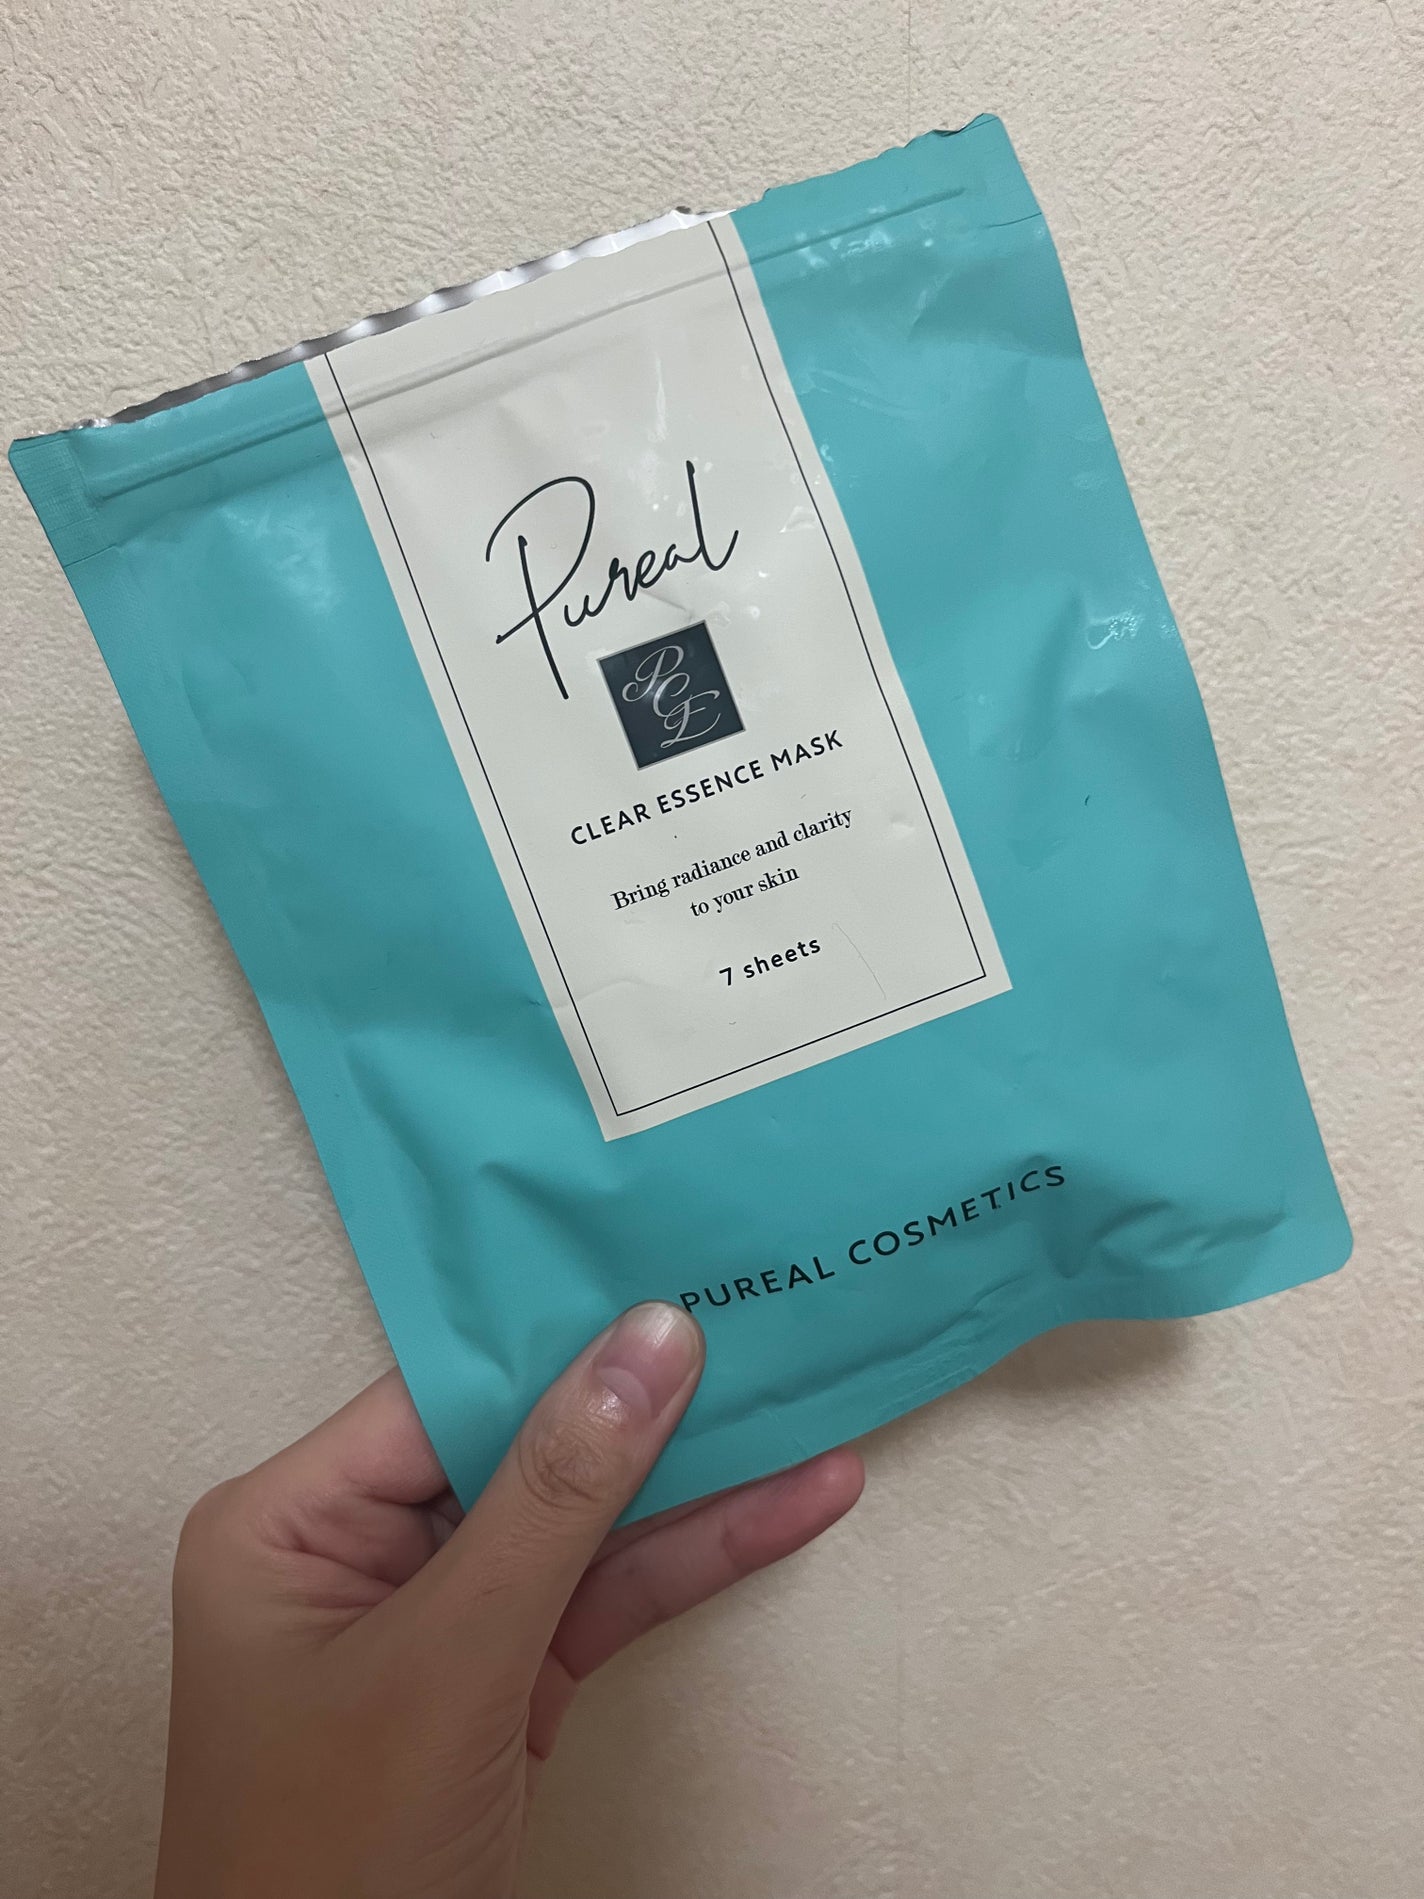 Pureal
PCE
CLEAR ESSENCE MASK
Bring radiance and clarity
to your skin
7 sheets
PUREAL COSMETICS